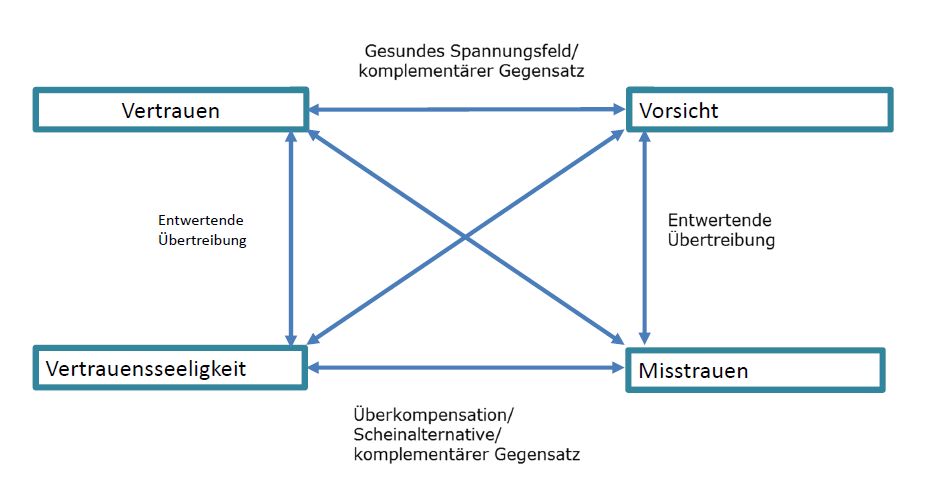 Gesundes Spannungsfeld/
komplementärer Gegensatz
Vertrauen
Vorsicht
Entwertende
Übertreibung
Entwertende
Übertreibung
Vertrauensseeligkeit
Misstrauen
Überkompensation/
Scheinalternative/
komplementärer Gegensatz